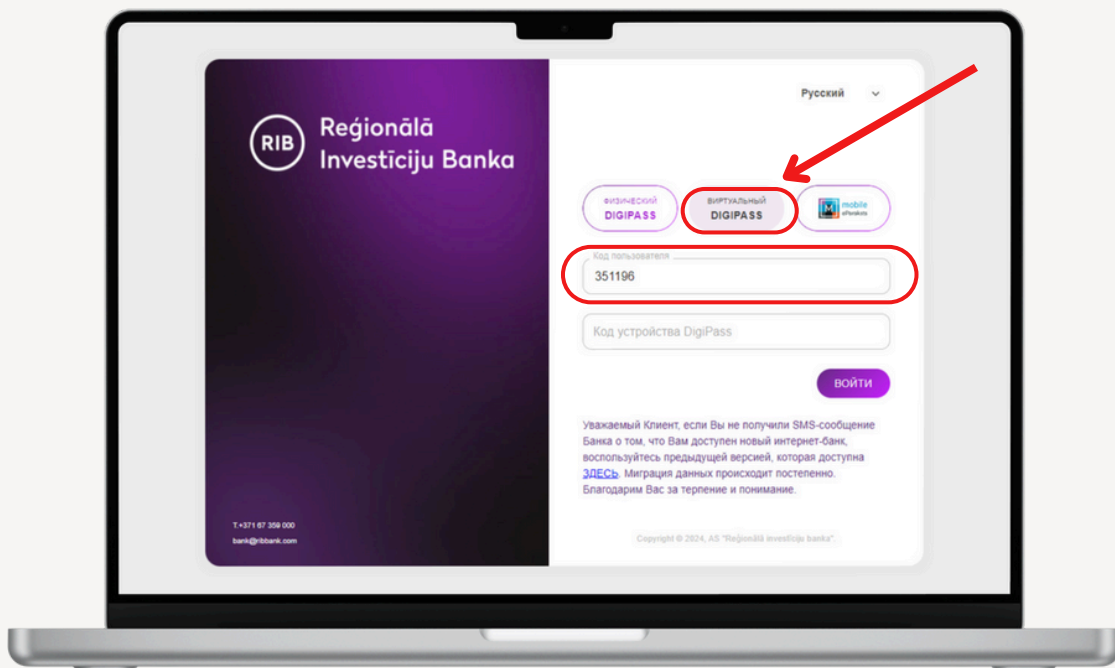 RIB
Reģionālā
Investīciju Banka
T.+371 67 359 000
bank@ribbank.com
Русский
ФИЗИЧЕСКИЙ
DIGIPASS
ВИРТУАЛЬНЫЙ
DIGIPASS
mobile
eParaksts
Код пользователя
351196
Код устройства DigiPass
ВОЙТИ
Уважаемый Клиент, если Вы не получили SMS-сообщение
Банка о том, что Вам доступен новый интернет-банк,
воспользуйтесь предыдущей версией, которая доступна
ЗДЕСЬ. Миграция данных происходит постепенно.
Благодарим Вас за терпение и понимание.
Copyright © 2024, AS "Reģionālā investīciju banka".